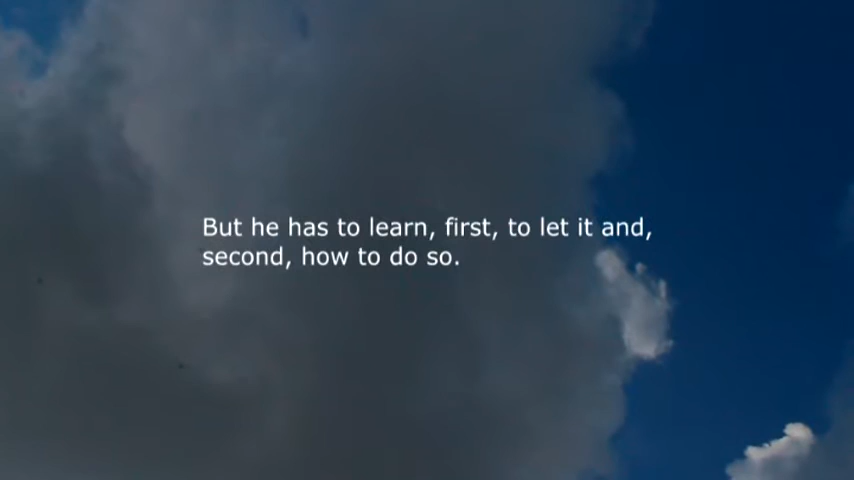 But he has to learn, first, to let it and,
second, how to do so.